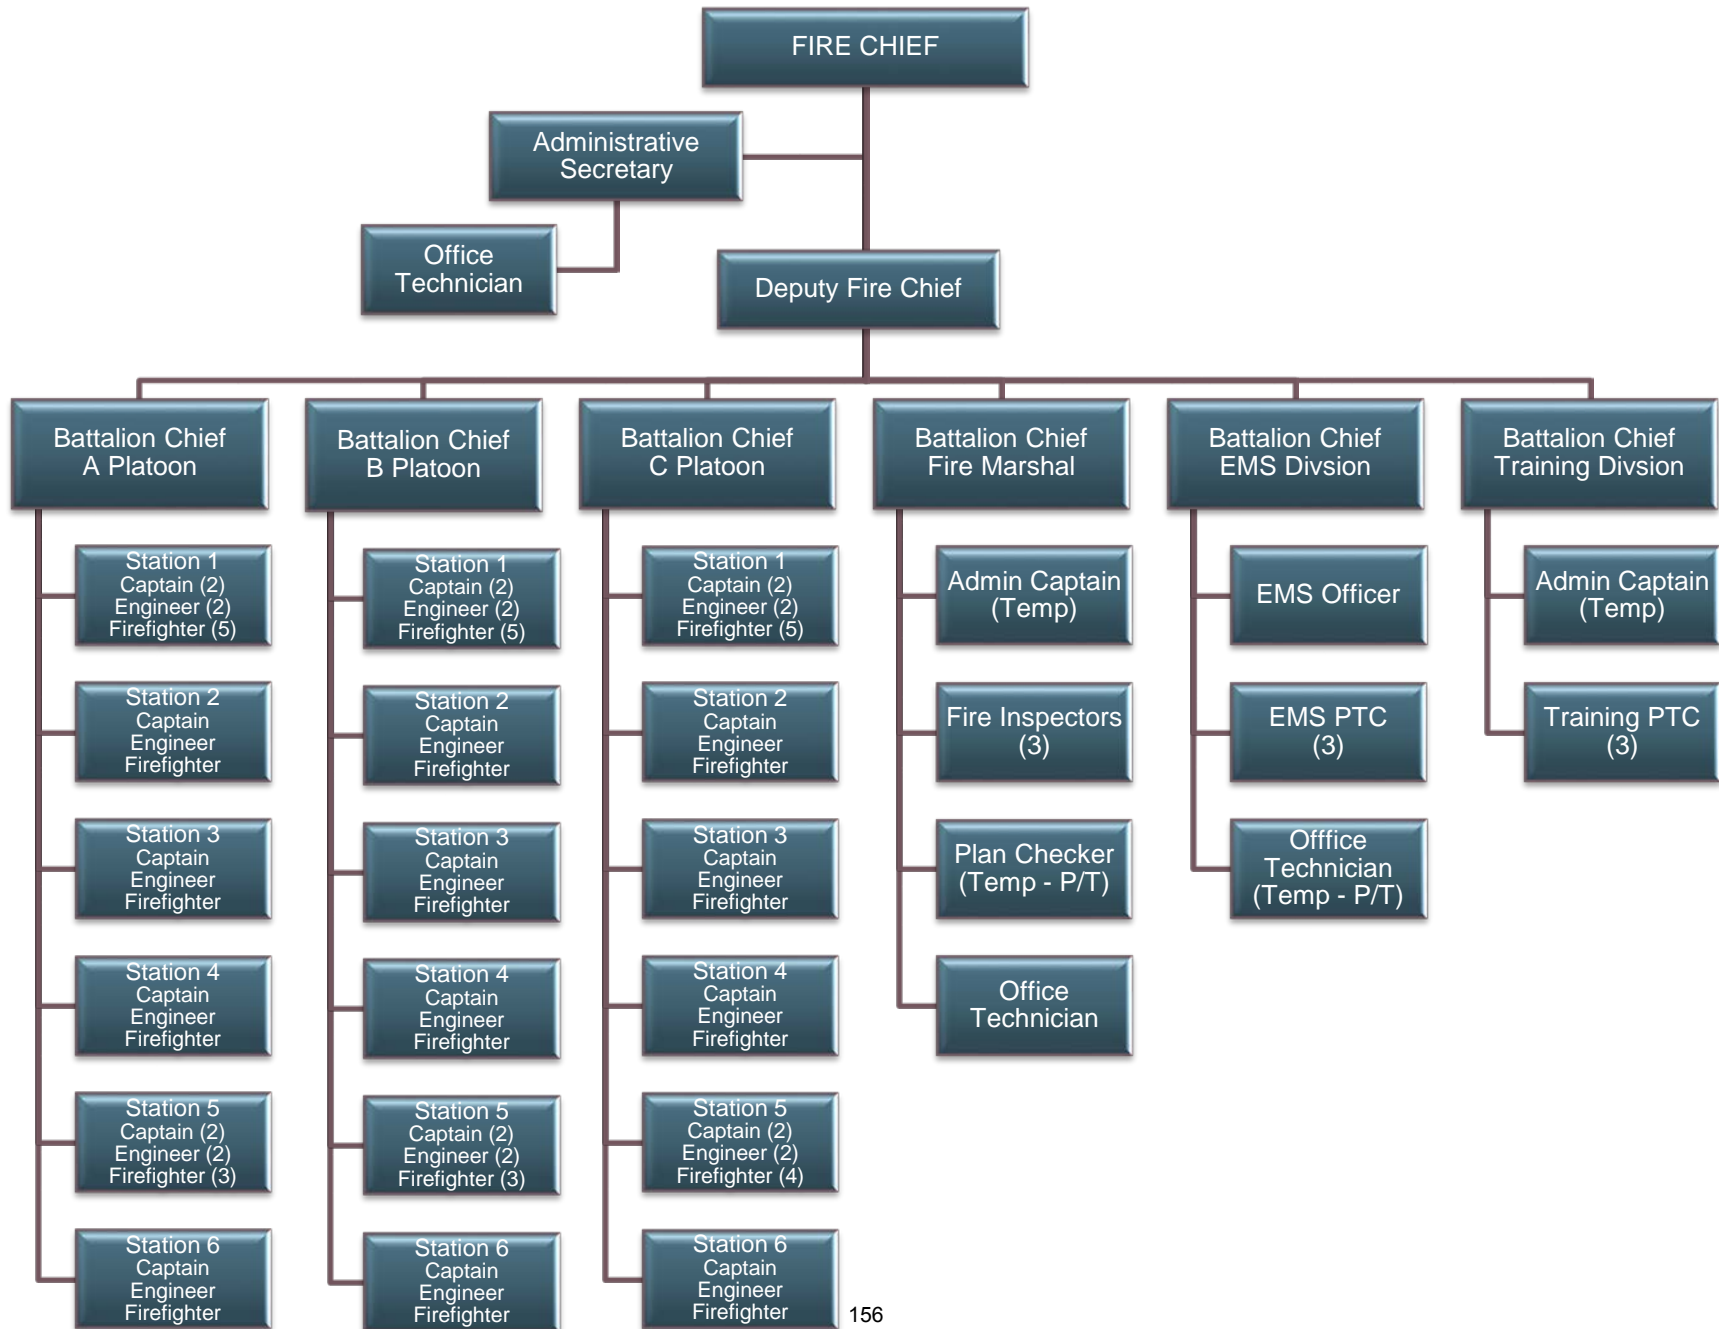 FIRE CHIEF
Administrative
Secretary
Office
Technician
Deputy Fire Chief
Battalion Chief
A Platoon
Station 1
Captain (2)
Engineer (2)
Firefighter (5)
Station 2
Captain
Engineer
Firefighter
Station 3
Captain
Engineer
Firefighter
Station 4
Captain
Engineer
Firefighter
Station 5
Captain (2)
Engineer (2)
Firefighter (3)
Station 6
Captain
Engineer
Firefighter
Battalion Chief
B Platoon
Station 1
Captain (2)
Engineer (2)
Firefighter (5)
Station 2
Captain
Engineer
Firefighter
Station 3
Captain
Engineer
Firefighter
Station 4
Captain
Engineer
Firefighter
Station 5
Captain (2)
Engineer (2)
Firefighter (3)
Station 6
Captain
Engineer
Firefighter
Battalion Chief
C Platoon
Station 1
Captain (2)
Engineer (2)
Firefighter (5)
Station 2
Captain
Engineer
Firefighter
Station 3
Captain
Engineer
Firefighter
Station 4
Captain
Engineer
Firefighter
Station 5
Captain (2)
Engineer (2)
Firefighter (4)
Station 6
Captain
Engineer
Firefighter
Battalion Chief
Fire Marshal
Admin Captain
(Temp)
Fire Inspectors
(3)
Plan Checker
(Temp - P/T)
Office
Technician
Battalion Chief
EMS Divsion
EMS Officer
EMS PTC
(3)
Offfice
Technician
(Temp - P/T)
Battalion Chief
Training Divsion
Admin Captain
(Temp)
Training PTC
(3)
156